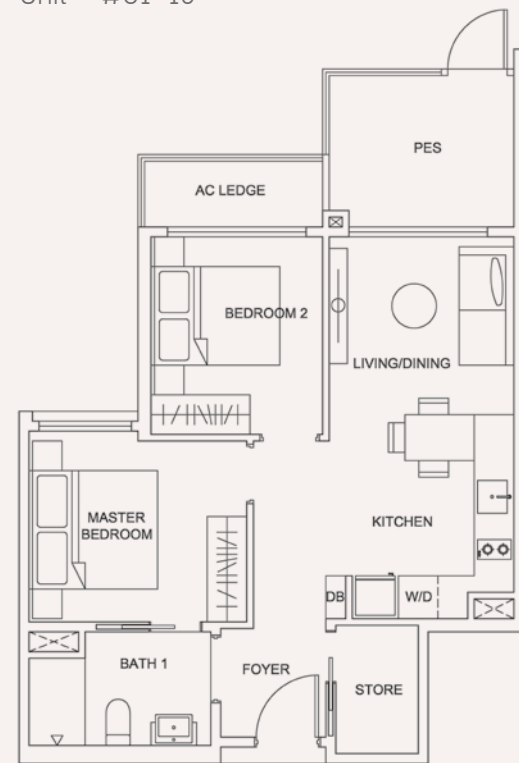 PES
AC LEDGE
BEDROOM 2
LIVING/DINING
MASTER
BEDROOM
KITCHEN
DB
W/D
BATH 1
FOYER
STORE